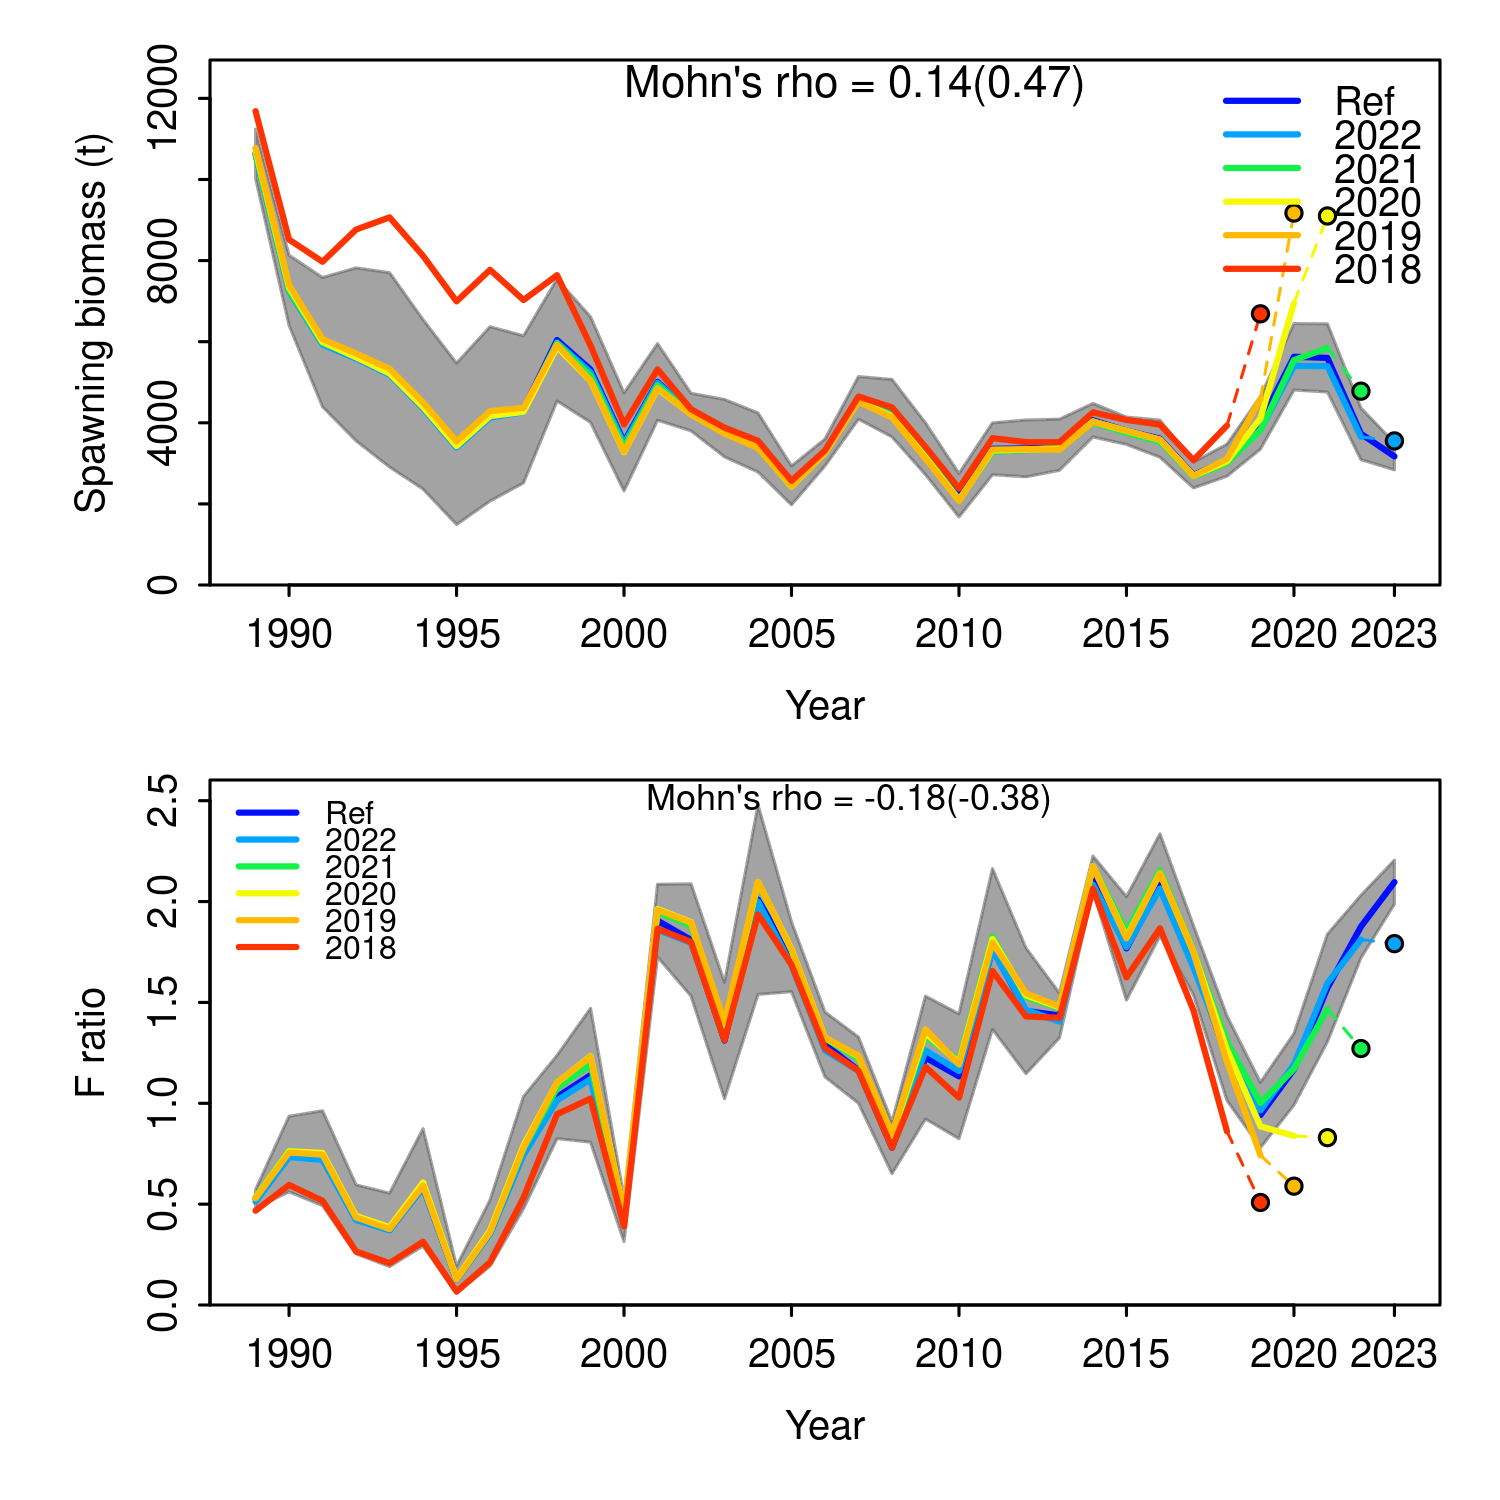 Mohn's rho = 0.14(0.47)
Ref
2022
2021
2020
2019
2018
Spawning biomass (t)
12000
8000
4000
0
1990 1995 2000 2005 2010 2015 2020 2023
Year
Mohn's rho = -0.18(-0.38)
Ref
2022
2021
2020
2019
2018
F ratio
2.5
2.0
1.5
1.0
0.5
0.0
1990 1995 2000 2005 2010 2015 2020 2023
Year